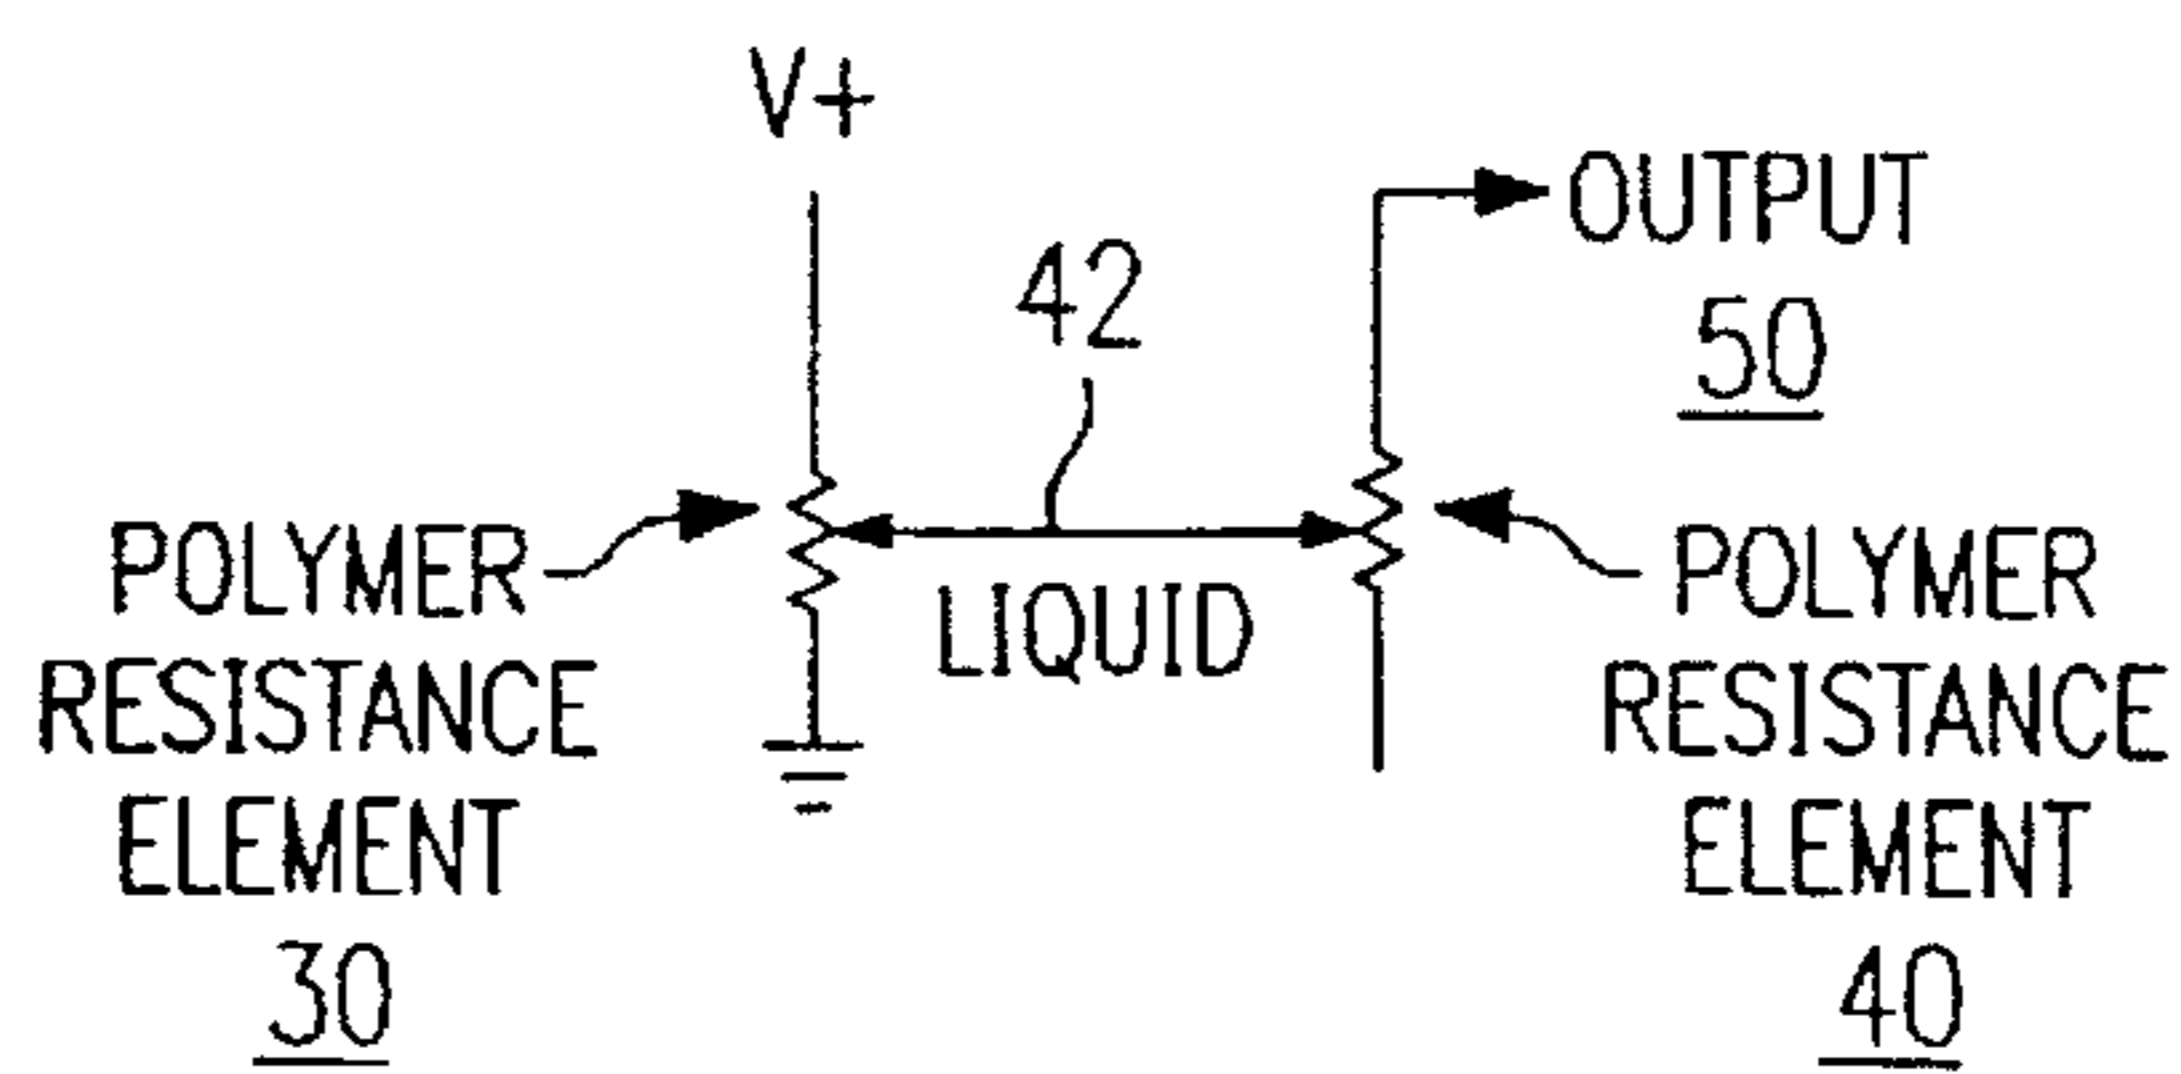 V+
OUTPUT
50
42
POLYMER
RESISTANCE
ELEMENT
30
LIQUID
POLYMER
RESISTANCE
ELEMENT
40